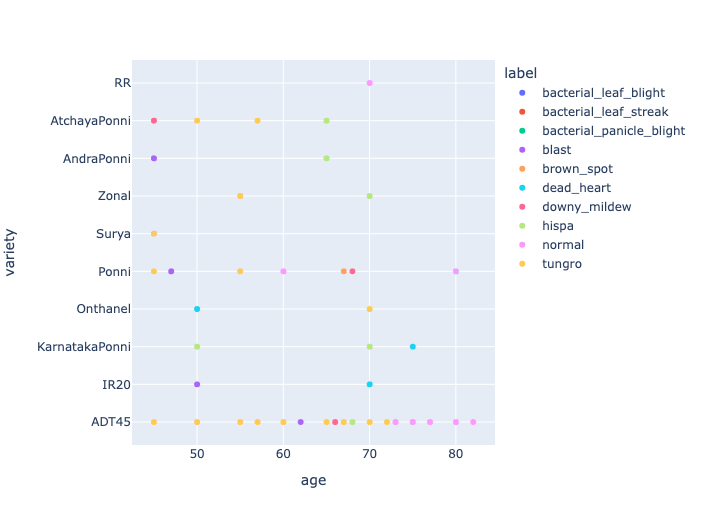 label
bacterial_leaf_blight
bacterial_leaf_streak
bacterial_panicle_blight
blast
brown_spot
dead_heart
downy_mildew
hispa
normal
tungro
variety
RR
AtchayaPonni
AndraPonni
Zonal
Surya
Ponni
Onthanel
KarnatakaPonni
IR20
ADT45
50 60 70 80
age